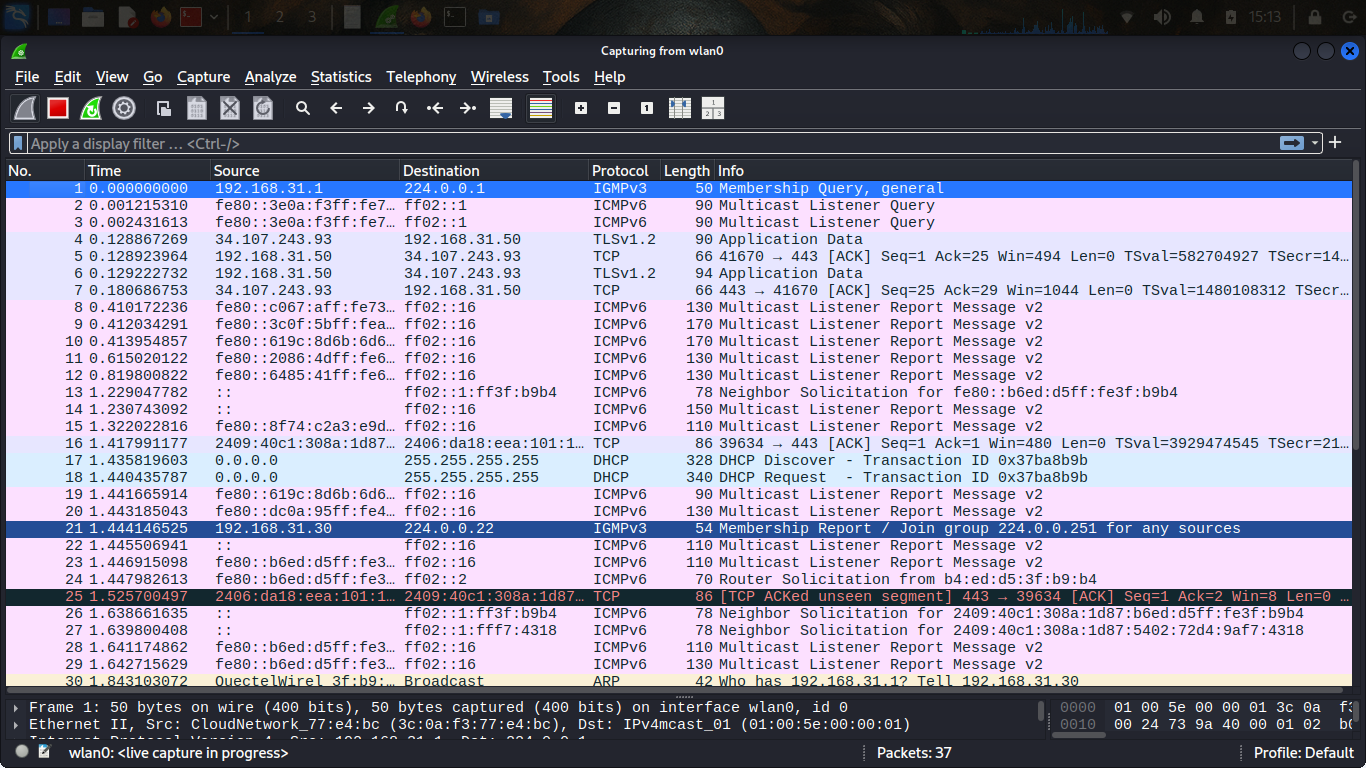 1 2 3 15:13
Capturing from wlan0
File Edit View Go Capture Analyze Statistics Telephony Wireless Tools Help
Apply a display filter … <Ctrl-/>
No. Time Source Destination Protocol Length Info
1 0.000000000 192.168.31.1 224.0.0.1 IGMPv3 50 Membership Query, general
2 0.001215310 fe80::3e0a:f3ff:fe7… ff02::1 ICMPv6 90 Multicast Listener Query
3 0.002431613 fe80::3e0a:f3ff:fe7… ff02::1 ICMPv6 90 Multicast Listener Query
4 0.128867269 34.107.243.93 192.168.31.50 TLSv1.2 90 Application Data
5 0.128923964 192.168.31.50 34.107.243.93 TCP 66 41670 → 443 [ACK] Seq=1 Ack=25 Win=494 Len=0 TSval=582704927 TSecr=14…
6 0.129222732 192.168.31.50 34.107.243.93 TLSv1.2 94 Application Data
7 0.180686753 34.107.243.93 192.168.31.50 TCP 66 443 → 41670 [ACK] Seq=25 Ack=29 Win=1044 Len=0 TSval=1480108312 TSecr…
8 0.410172236 fe80::c067:aff:fe73… ff02::16 ICMPv6 130 Multicast Listener Report Message v2
9 0.412034291 fe80::3c0f:5bff:fea… ff02::16 ICMPv6 170 Multicast Listener Report Message v2
10 0.413954857 fe80::619c:8d6b:6d6… ff02::16 ICMPv6 170 Multicast Listener Report Message v2
11 0.615020122 fe80::2086:4dff:fe6… ff02::16 ICMPv6 130 Multicast Listener Report Message v2
12 0.819800822 fe80::6485:41ff:fe6… ff02::16 ICMPv6 130 Multicast Listener Report Message v2
13 1.229047782 :: ff02::1:ff3f:b9b4 ICMPv6 78 Neighbor Solicitation for fe80::b6ed:d5ff:fe3f:b9b4
14 1.230743092 :: ff02::16 ICMPv6 150 Multicast Listener Report Message v2
15 1.322022816 fe80::8f74:c2a3:e9d… ff02::16 ICMPv6 110 Multicast Listener Report Message v2
16 1.417991177 2409:40c1:308a:1d87… 2406:da18:eea:101:1… TCP 86 39634 → 443 [ACK] Seq=1 Ack=1 Win=480 Len=0 TSval=3929474545 TSecr=21…
17 1.435819603 0.0.0.0 255.255.255.255 DHCP 328 DHCP Discover - Transaction ID 0x37ba8b9b
18 1.440435787 0.0.0.0 255.255.255.255 DHCP 340 DHCP Request  - Transaction ID 0x37ba8b9b
19 1.441665914 fe80::619c:8d6b:6d6… ff02::16 ICMPv6 90 Multicast Listener Report Message v2
20 1.443185043 fe80::dc0a:95ff:fe4… ff02::16 ICMPv6 130 Multicast Listener Report Message v2
21 1.444146525 192.168.31.30 224.0.0.22 IGMPv3 54 Membership Report / Join group 224.0.0.251 for any sources
22 1.445506941 :: ff02::16 ICMPv6 110 Multicast Listener Report Message v2
23 1.446915098 fe80::b6ed:d5ff:fe3… ff02::16 ICMPv6 110 Multicast Listener Report Message v2
24 1.447982613 fe80::b6ed:d5ff:fe3… ff02::2 ICMPv6 70 Router Solicitation from b4:ed:d5:3f:b9:b4
25 1.525700497 2406:da18:eea:101:1… 2409:40c1:308a:1d87… TCP 86 [TCP ACKed unseen segment] 443 → 39634 [ACK] Seq=1 Ack=2 Win=8 Len=0 …
26 1.638661635 :: ff02::1:ff3f:b9b4 ICMPv6 78 Neighbor Solicitation for 2409:40c1:308a:1d87:b6ed:d5ff:fe3f:b9b4
27 1.639800408 :: ff02::1:fff7:4318 ICMPv6 78 Neighbor Solicitation for 2409:40c1:308a:1d87:5402:72d4:9af7:4318
28 1.641174862 fe80::b6ed:d5ff:fe3… ff02::16 ICMPv6 110 Multicast Listener Report Message v2
29 1.642715629 fe80::b6ed:d5ff:fe3… ff02::16 ICMPv6 130 Multicast Listener Report Message v2
30 1.843103072 QuectelWirel_3f:b9:… Broadcast ARP 42 Who has 192.168.31.1? Tell 192.168.31.30
Frame 1: 50 bytes on wire (400 bits), 50 bytes captured (400 bits) on interface wlan0, id 0
Ethernet II, Src: CloudNetwork_77:e4:bc (3c:0a:f3:77:e4:bc), Dst: IPv4mcast_01 (01:00:5e:00:00:01)
0000 01 00 5e 00 00 01 3c 0a f3
0010 00 24 73 9a 40 00 01 02
wlan0: <live capture in progress> Packets: 37 Profile: Default